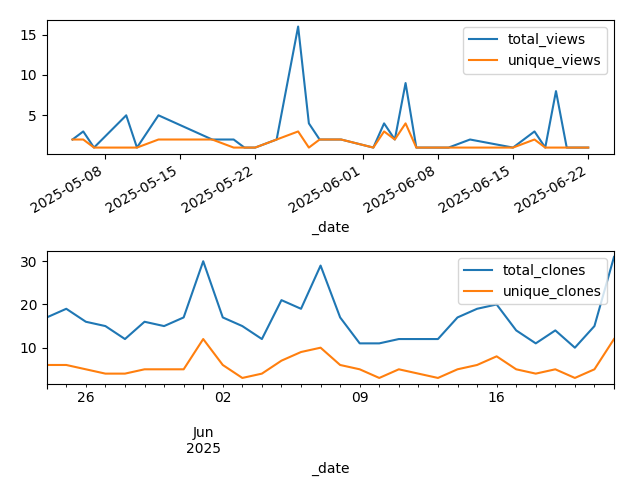 15
10
5
total_views
unique_views
2025-05-08
2025-05-15
2025-05-22
2025-06-01
2025-06-08
2025-06-15
2025-06-22
_date
30
20
10
total_clones
unique_clones
26
02
09
16
Jun
2025
_date